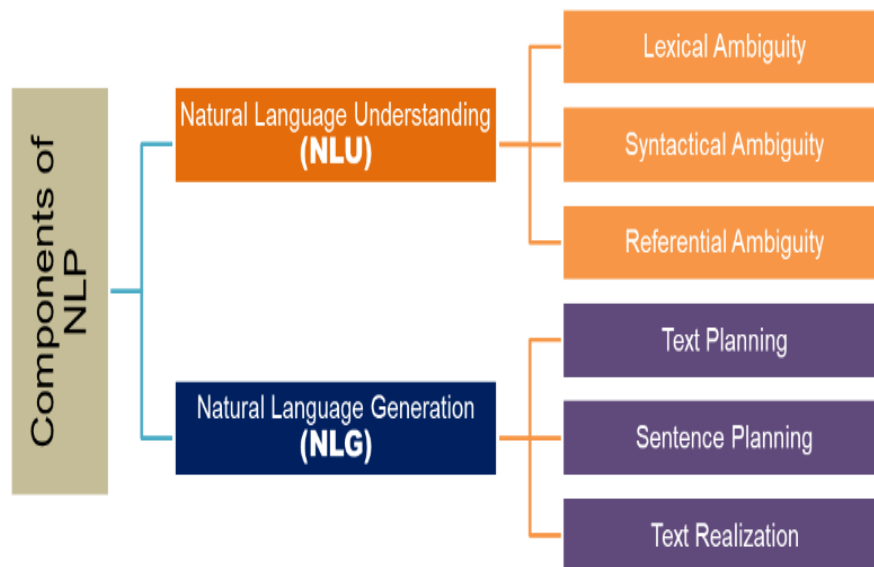 Components of
NLP
Natural Language Understanding
(NLU)
Lexical Ambiguity
Syntactical Ambiguity
Referential Ambiguity
Natural Language Generation
(NLG)
Text Planning
Sentence Planning
Text Realization